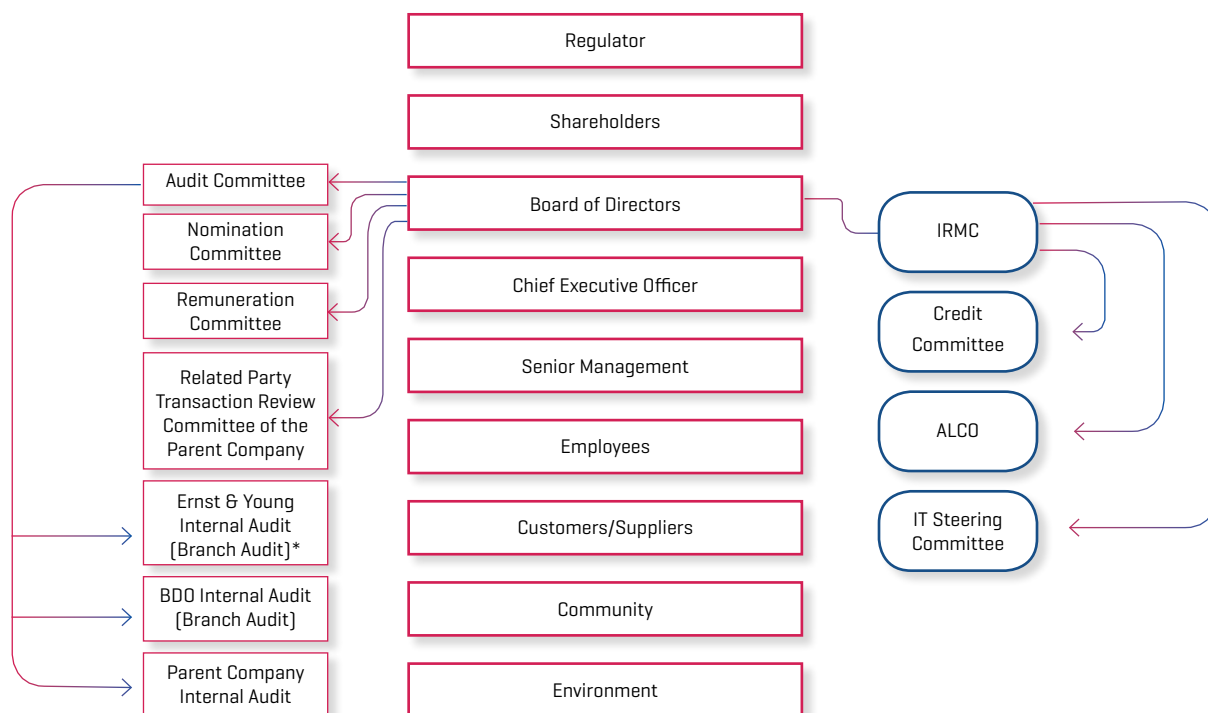 Regulator
Shareholders
Board of Directors
Chief Executive Officer
Senior Management
Employees
Customers/Suppliers
Community
Environment
Audit Committee
Nomination
Committee
Remuneration
Committee
Related Party
Transaction Review
Committee of the
Parent Company
Ernst & Young
Internal Audit
(Branch Audit)*
BDO Internal Audit
(Branch Audit)
Parent Company
Internal Audit
IRMC
Credit
Committee
ALCO
IT Steering
Committee